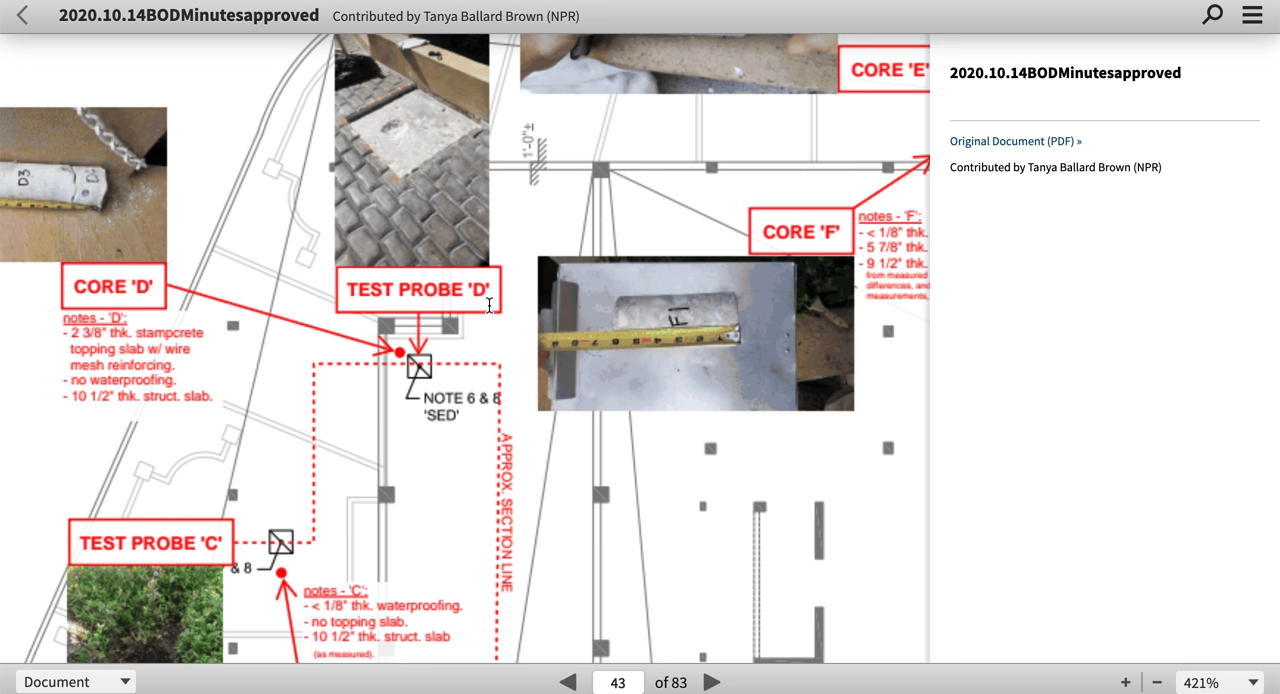 2020.10.14BODMinutesapproved Contributed by Tanya Ballard Brown (NPR)
CORE 'E'
1'-0"±
D3
CORE 'D'
notes - 'D':
- 2 3/8" thk. stampcrete
topping slab w/ wire
mesh reinforcing.
- no waterproofing.
- 10 1/2" thk. struct. slab.
TEST PROBE 'D'
NOTE 6 & 8
'SED'
CORE 'F'
notes - 'F':
- < 1/8" thk.
- 5 7/8" thk.
- 9 1/2" thk.
from measured
differences, and
measurements,
F1
APPROX. SECTION LINE
TEST PROBE 'C'
& 8
notes - 'C':
- < 1/8" thk. waterproofing.
- no topping slab.
- 10 1/2" thk. struct. slab
(as measured).
2020.10.14BODMinutesapproved
Original Document (PDF) »
Contributed by Tanya Ballard Brown (NPR)
Document
43 of 83
+ − 421%